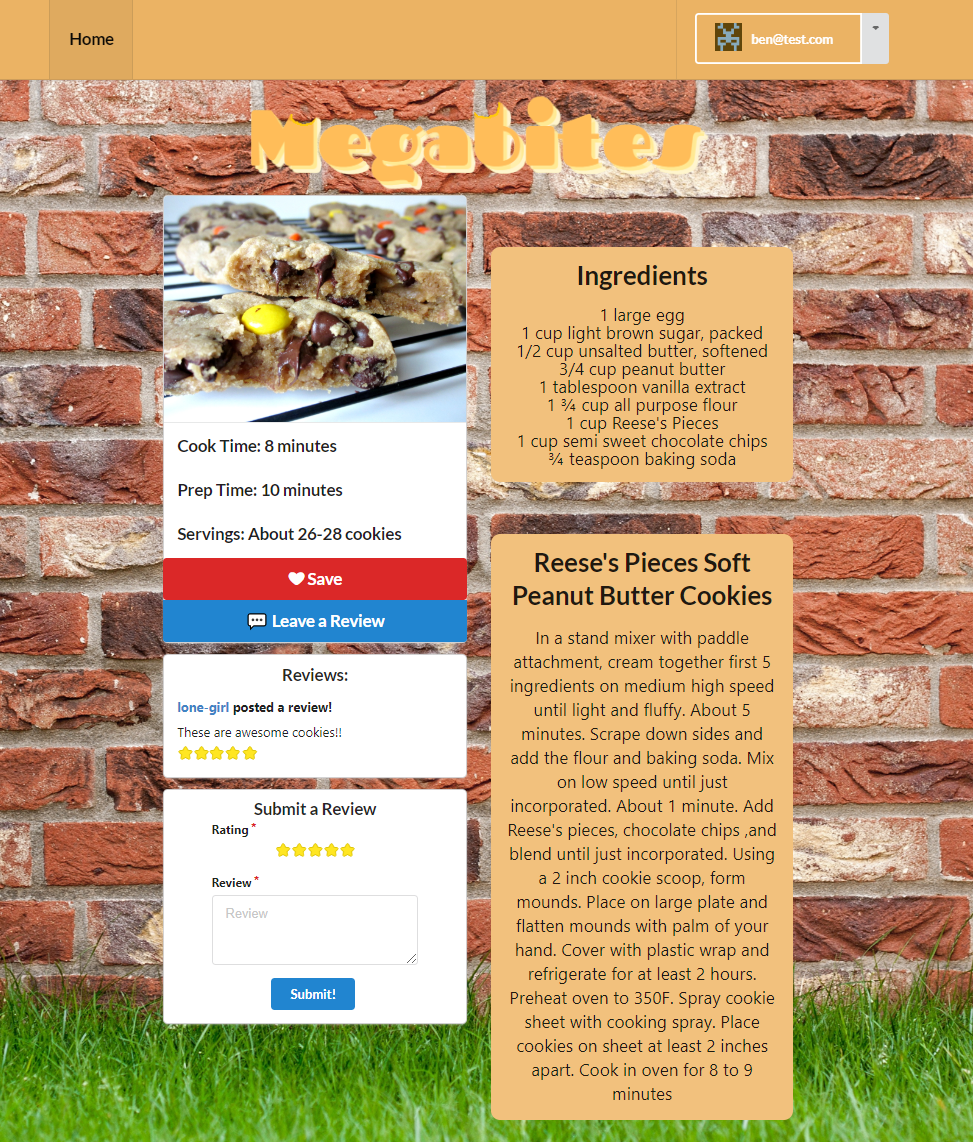 Home
ben@test.com
Megabites
Cook Time: 8 minutes
Prep Time: 10 minutes
Servings: About 26-28 cookies
Save
Leave a Review
Reviews:
lone-girl posted a review!
These are awesome cookies!!
Submit a Review
Rating *
Review *
Review
Submit!
Ingredients
1 large egg
1 cup light brown sugar, packed
1/2 cup unsalted butter, softened
3/4 cup peanut butter
1 tablespoon vanilla extract
1 ¾ cup all purpose flour
1 cup Reese's Pieces
1 cup semi sweet chocolate chips
¾ teaspoon baking soda
Reese's Pieces Soft
Peanut Butter Cookies
In a stand mixer with paddle
attachment, cream together first 5
ingredients on medium high speed
until light and fluffy. About 5
minutes. Scrape down sides and
add the flour and baking soda. Mix
on low speed until just
incorporated. About 1 minute. Add
Reese's pieces, chocolate chips ,and
blend until just incorporated. Using
a 2 inch cookie scoop, form
mounds. Place on large plate and
flatten mounds with palm of your
hand. Cover with plastic wrap and
refrigerate for at least 2 hours.
Preheat oven to 350F. Spray cookie
sheet with cooking spray. Place
cookies on sheet at least 2 inches
apart. Cook in oven for 8 to 9
minutes